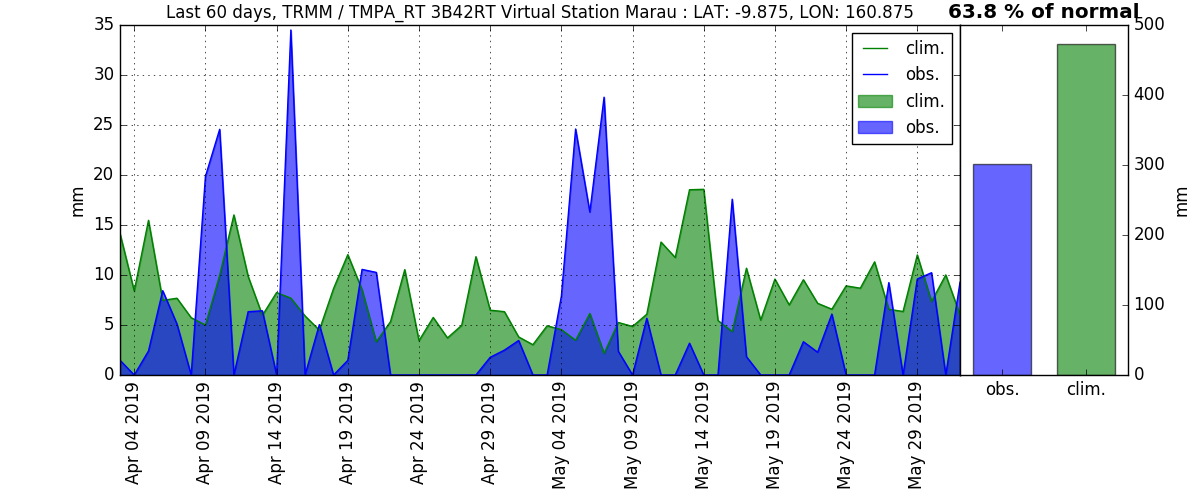 Last 60 days, TRMM / TMPA_RT 3B42RT Virtual Station Marau : LAT: -9.875, LON: 160.875
63.8 % of normal
35
30
25
20
15
10
5
0
mm
clim.
obs.
clim.
obs.
500
400
300
200
100
0
mm
obs.
clim.
Apr 04 2019
Apr 09 2019
Apr 14 2019
Apr 19 2019
Apr 24 2019
Apr 29 2019
May 04 2019
May 09 2019
May 14 2019
May 19 2019
May 24 2019
May 29 2019